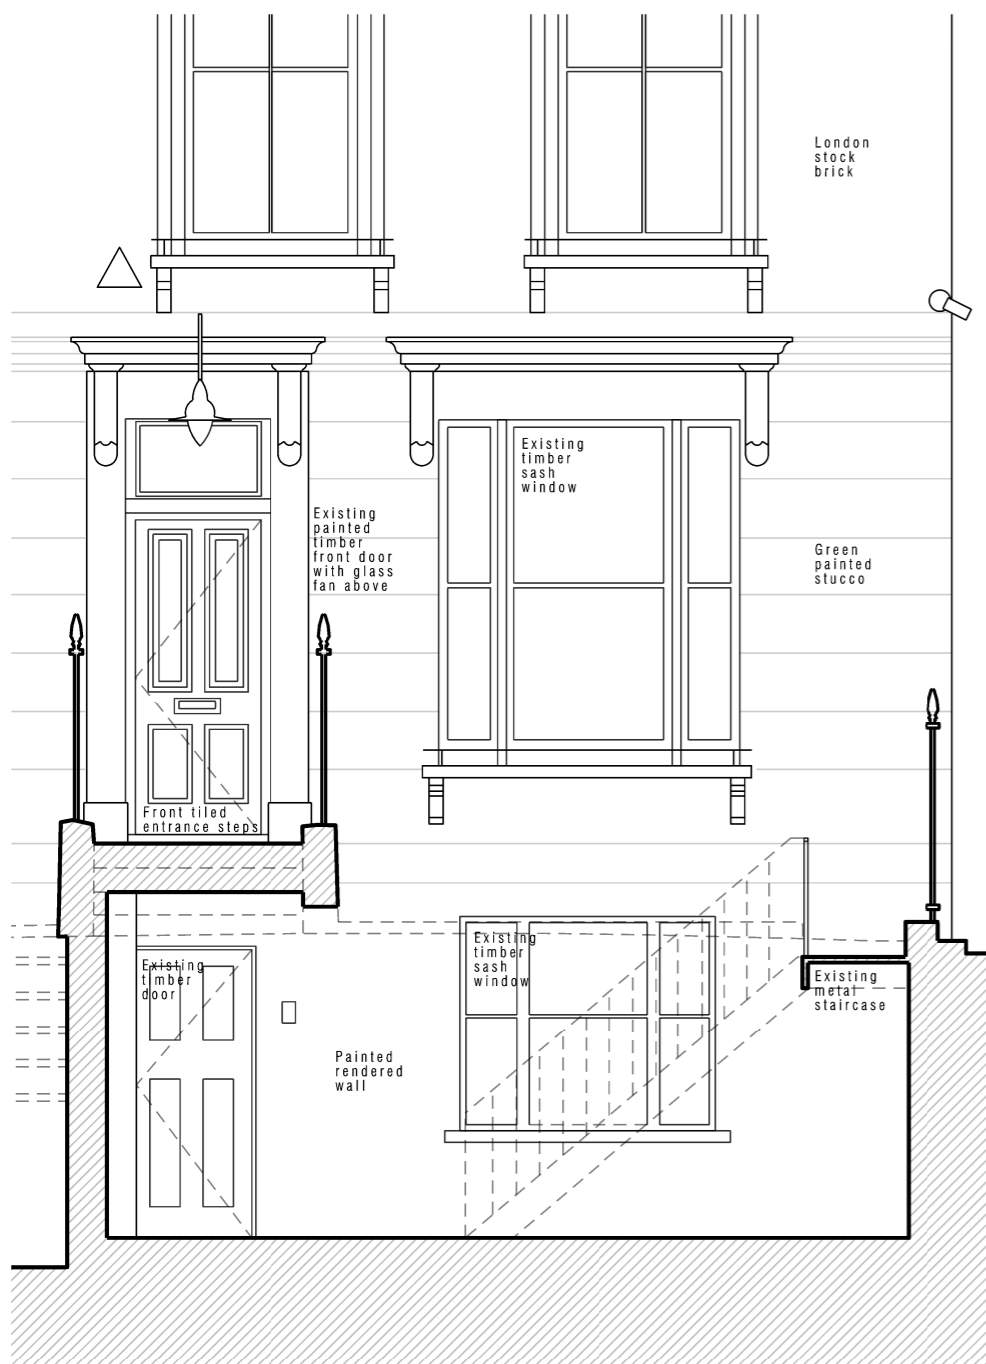 London
stock
brick
Existing
timber
sash
window
Existing
painted
timber
front door
with glass
fan above
Green
painted
stucco
Front tiled
entrance steps
Existing
timber
sash
window
Existing
timber
door
Existing
metal
staircase
Painted
rendered
wall